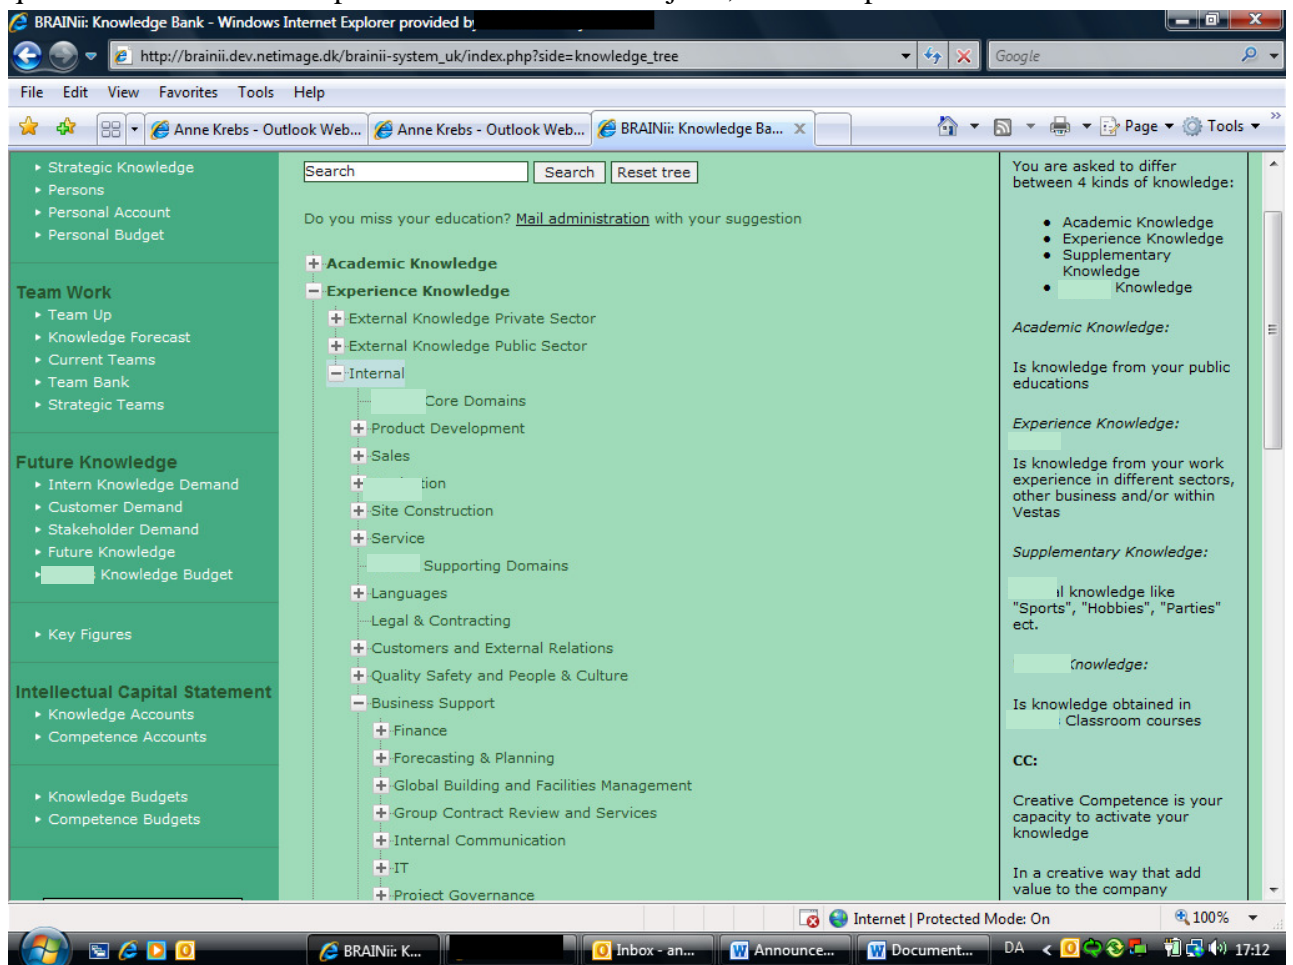 BRAINii: Knowledge Bank - Windows Internet Explorer provided by
http://brainii.dev.netimage.dk/brainii-system_uk/index.php?side=knowledge_tree
Google
File Edit View Favorites Tools Help
Anne Krebs - Outlook Web...
Anne Krebs - Outlook Web...
BRAINii: Knowledge Ba...
Page
Tools
Strategic Knowledge
Persons
Personal Account
Personal Budget
Team Work
Team Up
Knowledge Forecast
Current Teams
Team Bank
Strategic Teams
Future Knowledge
Intern Knowledge Demand
Customer Demand
Stakeholder Demand
Future Knowledge
Knowledge Budget
Key Figures
Intellectual Capital Statement
Knowledge Accounts
Competence Accounts
Knowledge Budgets
Competence Budgets
Search Search Reset tree
Do you miss your education? Mail administration with your suggestion
Academic Knowledge
Experience Knowledge
External Knowledge Private Sector
External Knowledge Public Sector
Internal
Core Domains
Product Development
Sales
Site Construction
Service
Supporting Domains
Languages
Legal & Contracting
Customers and External Relations
Quality Safety and People & Culture
Business Support
Finance
Forecasting & Planning
Global Building and Facilities Management
Group Contract Review and Services
Internal Communication
IT
Project Governance
You are asked to differ
between 4 kinds of knowledge:
Academic Knowledge
Experience Knowledge
Supplementary
Knowledge
Knowledge
Academic Knowledge:
Is knowledge from your public
educations
Experience Knowledge:
Is knowledge from your work
experience in different sectors,
other business and/or within
Vestas
Supplementary Knowledge:
knowledge like
"Sports", "Hobbies", "Parties"
ect.
Knowledge:
Is knowledge obtained in
Classroom courses
CC:
Creative Competence is your
capacity to activate your
knowledge
In a creative way that add
value to the company
Internet | Protected Mode: On
100%
BRAINii: K...
Inbox - an...
Announce...
Document...
DA
17:12